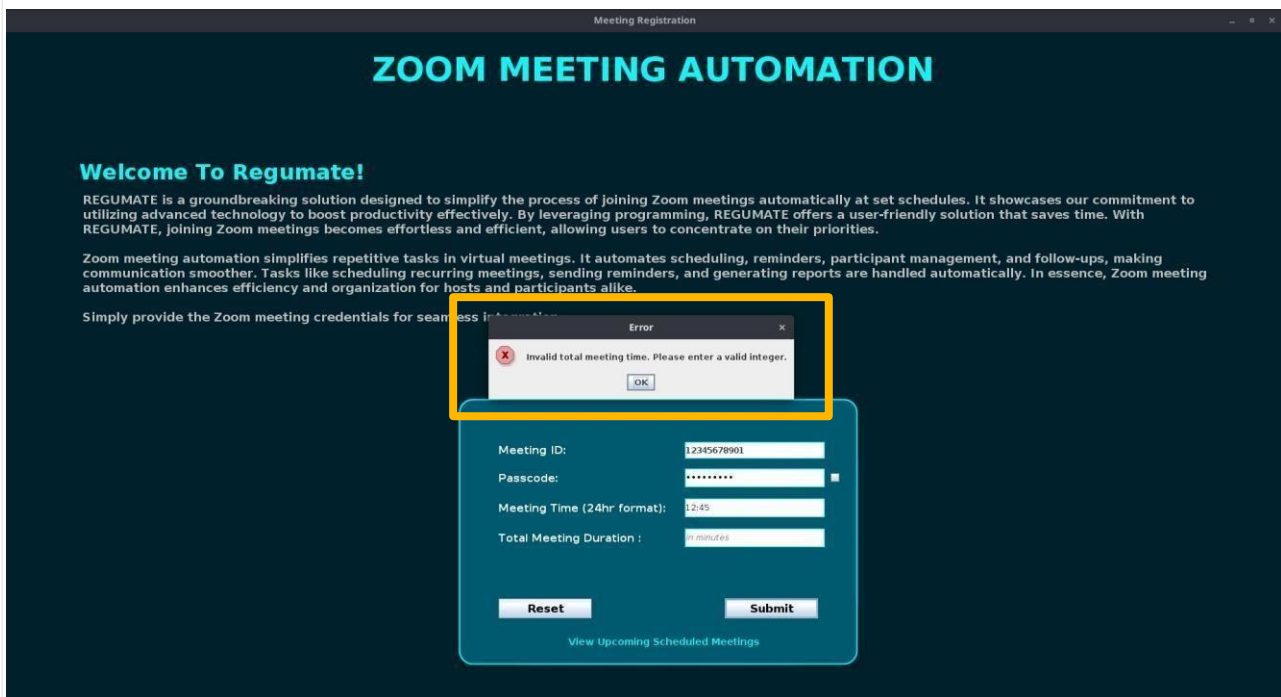 Meeting Registration
ZOOM MEETING AUTOMATION
Welcome To Regumate!
REGUMATE is a groundbreaking solution designed to simplify the process of joining Zoom meetings automatically at set schedules. It showcases our commitment to
utilizing advanced technology to boost productivity effectively. By leveraging programming, REGUMATE offers a user-friendly solution that saves time. With
REGUMATE, joining Zoom meetings becomes effortless and efficient, allowing users to concentrate on their priorities.
Zoom meeting automation simplifies repetitive tasks in virtual meetings. It automates scheduling, reminders, participant management, and follow-ups, making
communication smoother. Tasks like scheduling recurring meetings, sending reminders, and generating reports are handled automatically. In essence, Zoom meeting
automation enhances efficiency and organization for hosts and participants alike.
Simply provide the Zoom meeting credentials for seamless
Error
Invalid total meeting time. Please enter a valid integer.
OK
Meeting ID: 12345678901
Passcode: •••••••••
Meeting Time (24hr format): 12:45
Total Meeting Duration : in minutes
Reset Submit
View Upcoming Scheduled Meetings